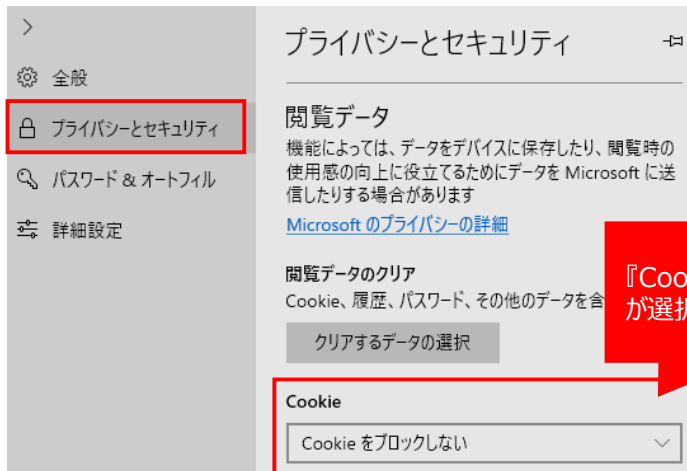 全般
プライバシーとセキュリティ
パスワード & オートフィル
詳細設定
プライバシーとセキュリティ
閲覧データ
機能によっては、データをデバイスに保存したり、閲覧時の
使用感の向上に役立てるためにデータを Microsoft に送
信したりする場合があります
Microsoft のプライバシーの詳細
閲覧データのクリア
Cookie、履歴、パスワード、その他のデータを含
クリアするデータの選択
『Coo
が選
Cookie
Cookie をブロックしない